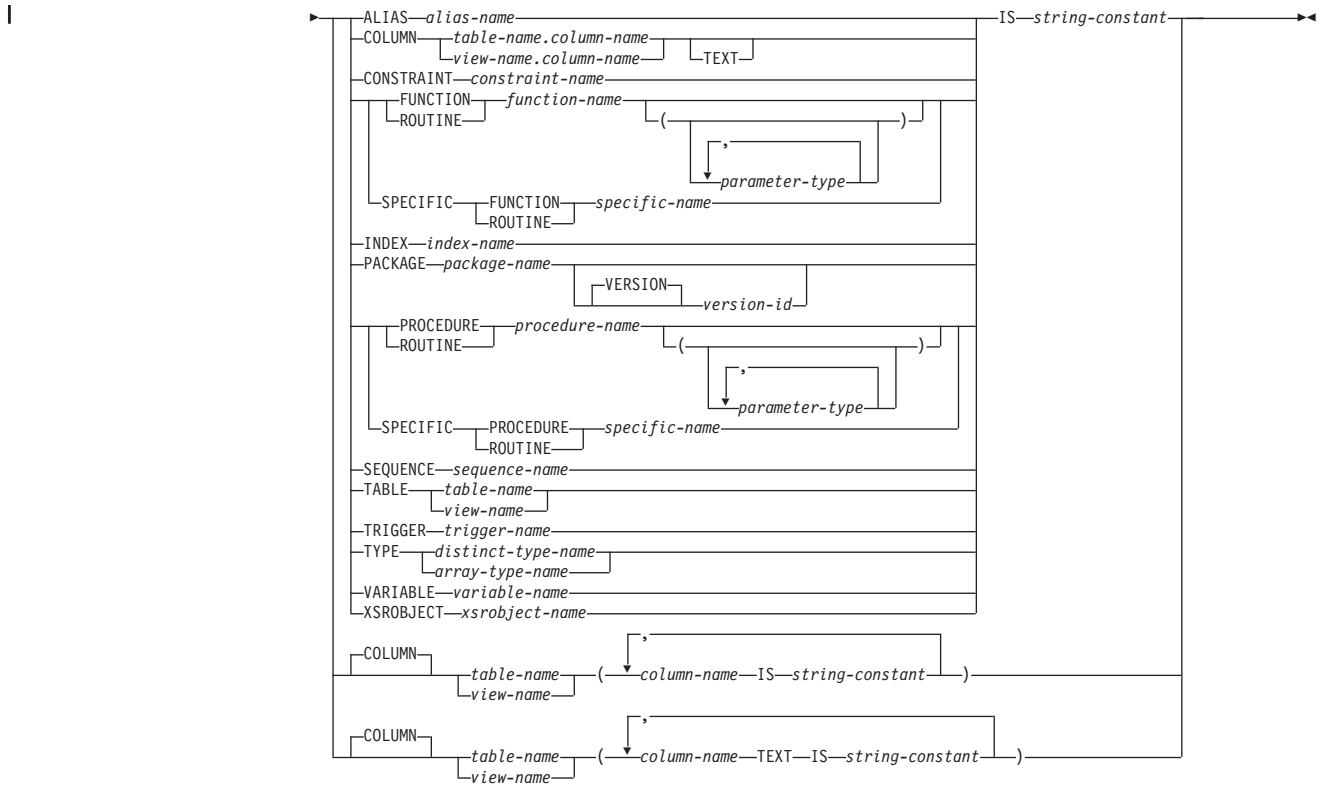 ALIAS alias-name IS string-constant
COLUMN table-name.column-name
view-name.column-name TEXT
CONSTRAINT constraint-name
FUNCTION function-name
ROUTINE ( )
,
parameter-type
SPECIFIC FUNCTION specific-name
ROUTINE
INDEX index-name
PACKAGE package-name
VERSION
version-id
PROCEDURE procedure-name
ROUTINE ( )
,
parameter-type
SPECIFIC PROCEDURE specific-name
ROUTINE
SEQUENCE sequence-name
TABLE table-name
view-name
TRIGGER trigger-name
TYPE distinct-type-name
array-type-name
VARIABLE variable-name
XSROBJECT xsrobject-name
,
COLUMN
table-name ( column-name IS string-constant )
view-name
,
COLUMN
table-name ( column-name TEXT IS string-constant )
view-name